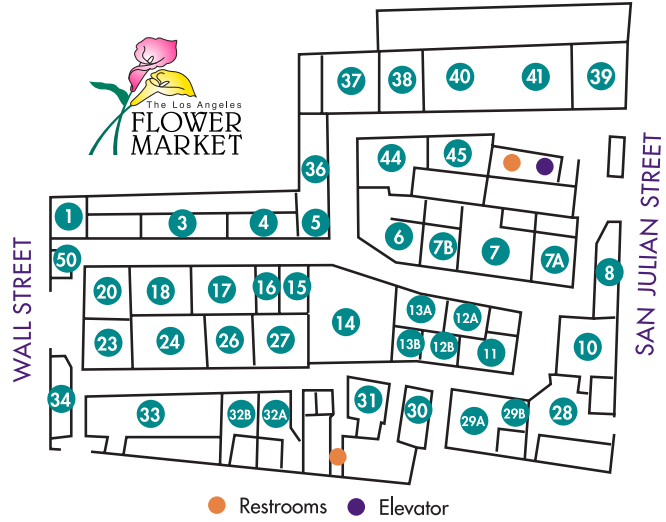 The Los Angeles
FLOWER
MARKET
37
38
40
41
39
44
45
36
1
3
4
5
6
7B
7
7A
8
50
20
18
17
16
15
14
13A
12A
13B
12B
11
10
23
24
26
27
34
33
32B
32A
31
30
29A
29B
28
WALL STREET
SAN JULIAN STREET
Restrooms
Elevator